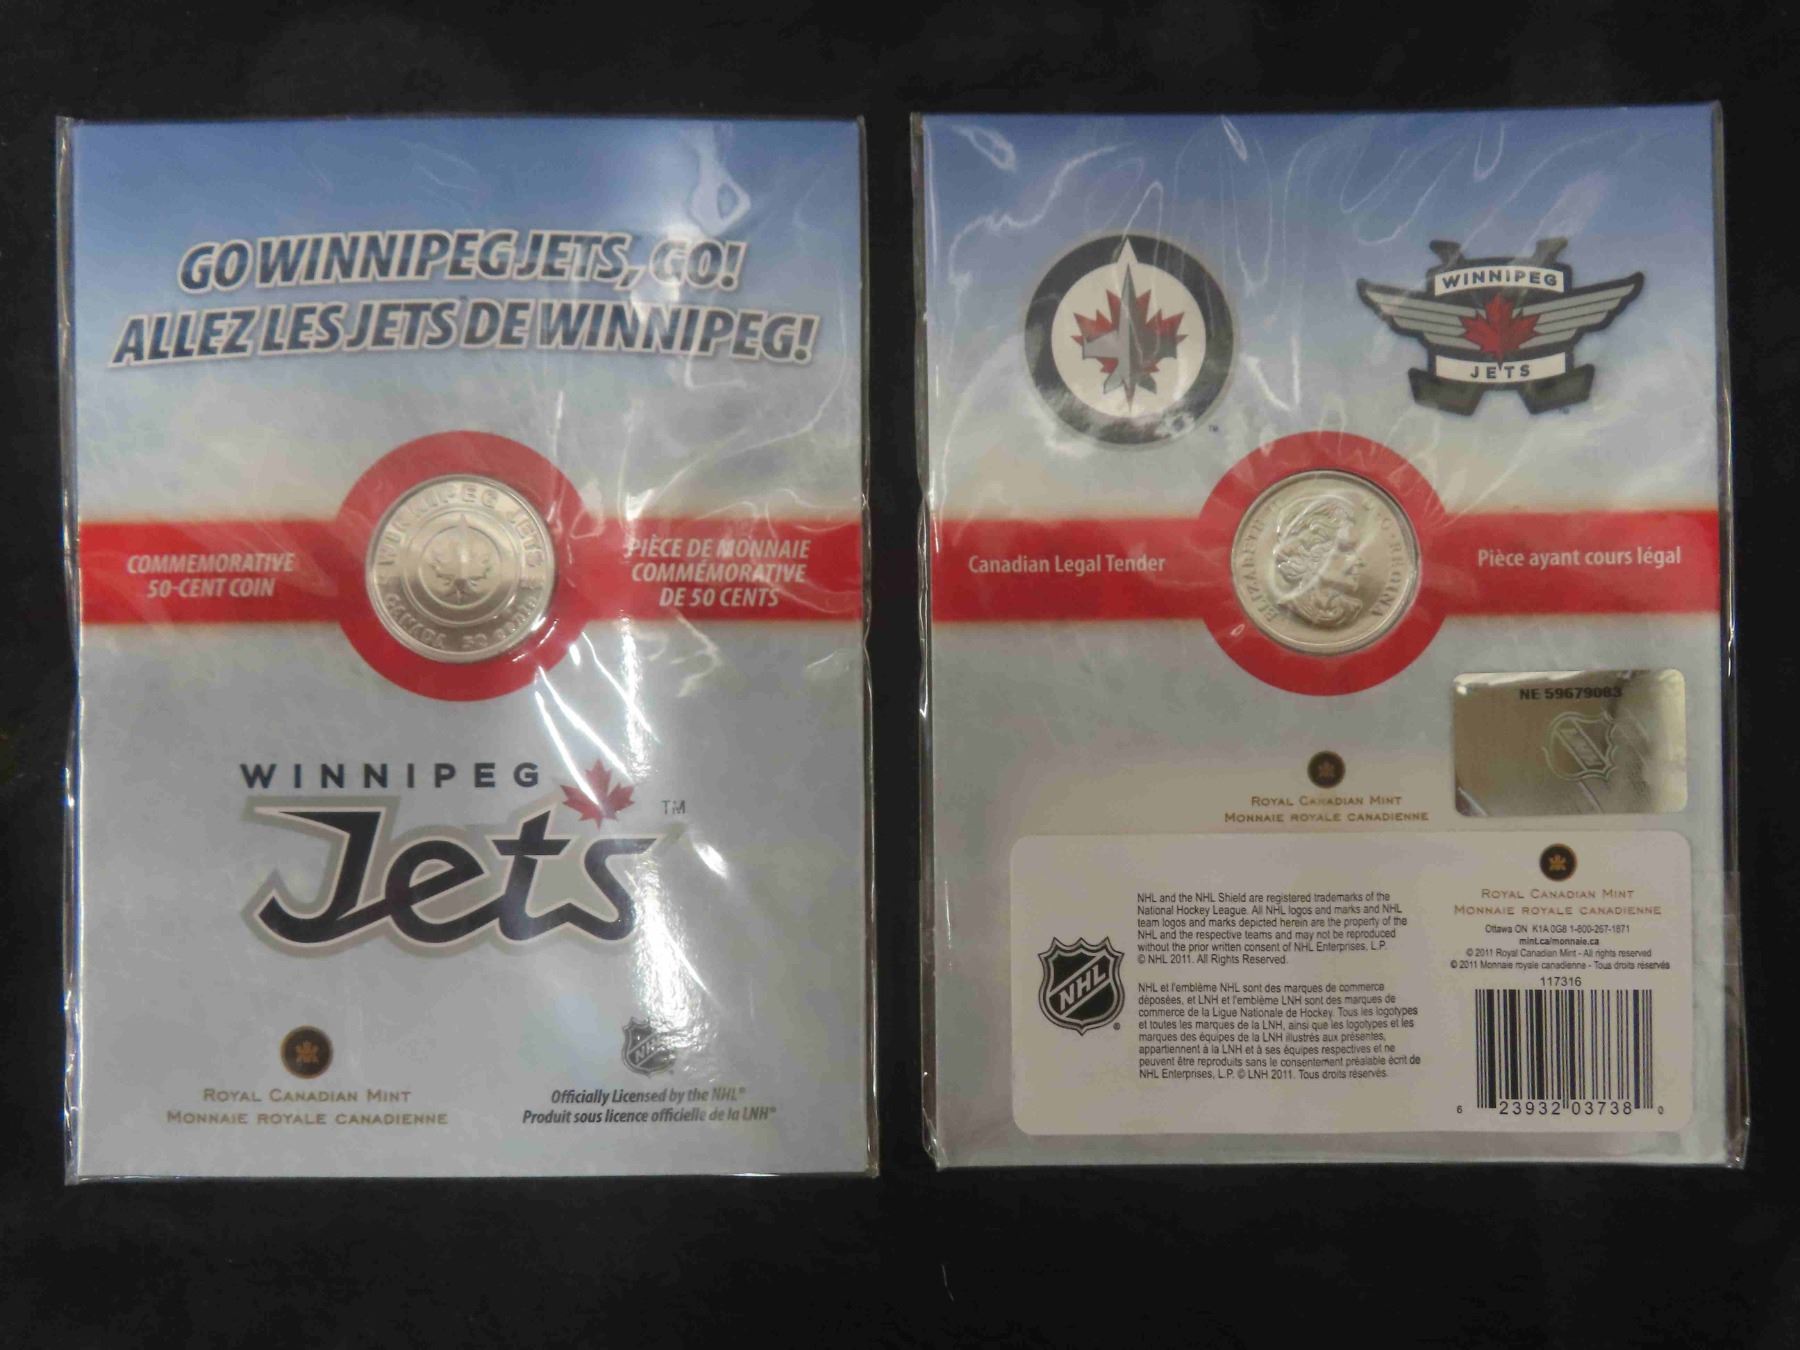 GO WINNIPEG JETS, GO!
ALLEZ LES JETS DE WINNIPEG!
COMMEMORATIVE
50-CENT COIN
WINNIPEG JETS
CANADA 50 CENTS
PIÈCE DE MONNAIE
COMMÉMORATIVE
DE 50 CENTS
WINNIPEG
Jets
TM
ROYAL CANADIAN MINT
MONNAIE ROYALE CANADIENNE
NHL
Officially Licensed by the NHL®
Produit sous licence officielle de la LNH®
TM
WINNIPEG
JETS
Canadian Legal Tender
ELIZABETH II D·G·REGINA
Pièce ayant cours légal
NE 59679083
NHL
ROYAL CANADIAN MINT
MONNAIE ROYALE CANADIENNE
NHL
®
NHL and the NHL Shield are registered trademarks of the
National Hockey League. All NHL logos and marks and NHL
team logos and marks depicted herein are the property of the
NHL and the respective teams and may not be reproduced
without the prior written consent of NHL Enterprises, L.P.
© NHL 2011. All Rights Reserved.
NHL et l'emblème NHL sont des marques de commerce
déposées, et LNH et l'emblème LNH sont des marques de
commerce de la Ligue Nationale de Hockey. Tous les logotypes
et toutes les marques de la LNH, ainsi que les logotypes et les
marques des équipes de la LNH illustrés aux présentes,
appartiennent à la LNH et à ses équipes respectives et ne
peuvent être reproduits sans le consentement préalable écrit de
NHL Enterprises, L.P. © LNH 2011. Tous droits réservés.
ROYAL CANADIAN MINT
MONNAIE ROYALE CANADIENNE
Ottawa ON K1A 0G8 1-800-267-1871
mint.ca/monnaie.ca
© 2011 Royal Canadian Mint - All rights reserved
© 2011 Monnaie royale canadienne - Tous droits réservés
117316
6 23932 03738 0